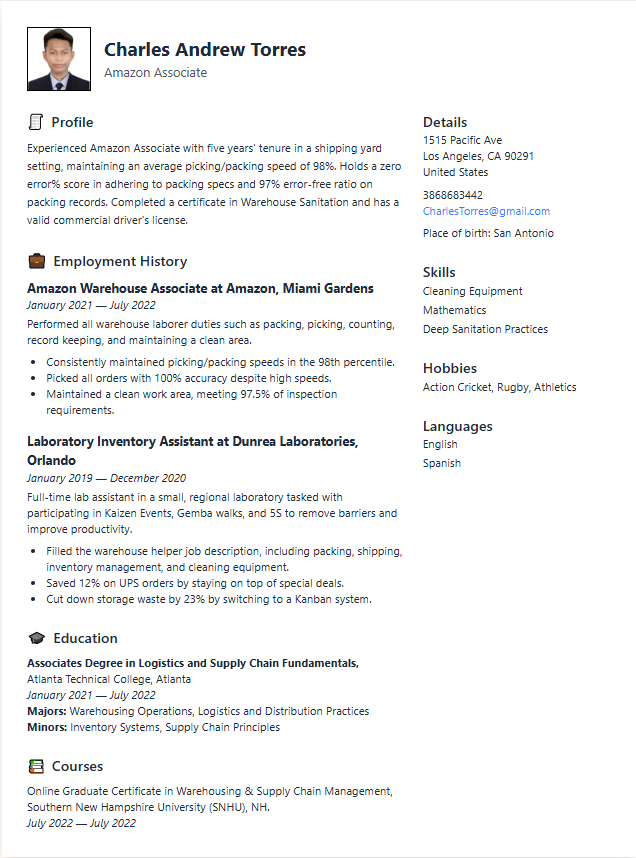 Charles Andrew Torres
Amazon Associate
Profile
Experienced Amazon Associate with five years' tenure in a shipping yard
setting, maintaining an average picking/packing speed of 98%. Holds a zero
error% score in adhering to packing specs and 97% error-free ratio on
packing records. Completed a certificate in Warehouse Sanitation and has a
valid commercial driver's license.
Employment History
Amazon Warehouse Associate at Amazon, Miami Gardens
January 2021 — July 2022
Performed all warehouse laborer duties such as packing, picking, counting,
record keeping, and maintaining a clean area.
• Consistently maintained picking/packing speeds in the 98th percentile.
• Picked all orders with 100% accuracy despite high speeds.
• Maintained a clean work area, meeting 97.5% of inspection
requirements.
Laboratory Inventory Assistant at Dunrea Laboratories,
Orlando
January 2019 — December 2020
Full-time lab assistant in a small, regional laboratory tasked with
participating in Kaizen Events, Gemba walks, and 5S to remove barriers and
improve productivity.
• Filled the warehouse helper job description, including packing, shipping,
inventory management, and cleaning equipment.
• Saved 12% on UPS orders by staying on top of special deals.
• Cut down storage waste by 23% by switching to a Kanban system.
Education
Associates Degree in Logistics and Supply Chain Fundamentals,
Atlanta Technical College, Atlanta
January 2021 — July 2022
Majors: Warehousing Operations, Logistics and Distribution Practices
Minors: Inventory Systems, Supply Chain Principles
Courses
Online Graduate Certificate in Warehousing & Supply Chain Management,
Southern New Hampshire University (SNHU), NH.
July 2022 — July 2022
Details
1515 Pacific Ave
Los Angeles, CA 90291
United States
3868683442
CharlesTorres@gmail.com
Place of birth: San Antonio
Skills
Cleaning Equipment
Mathematics
Deep Sanitation Practices
Hobbies
Action Cricket, Rugby, Athletics
Languages
English
Spanish